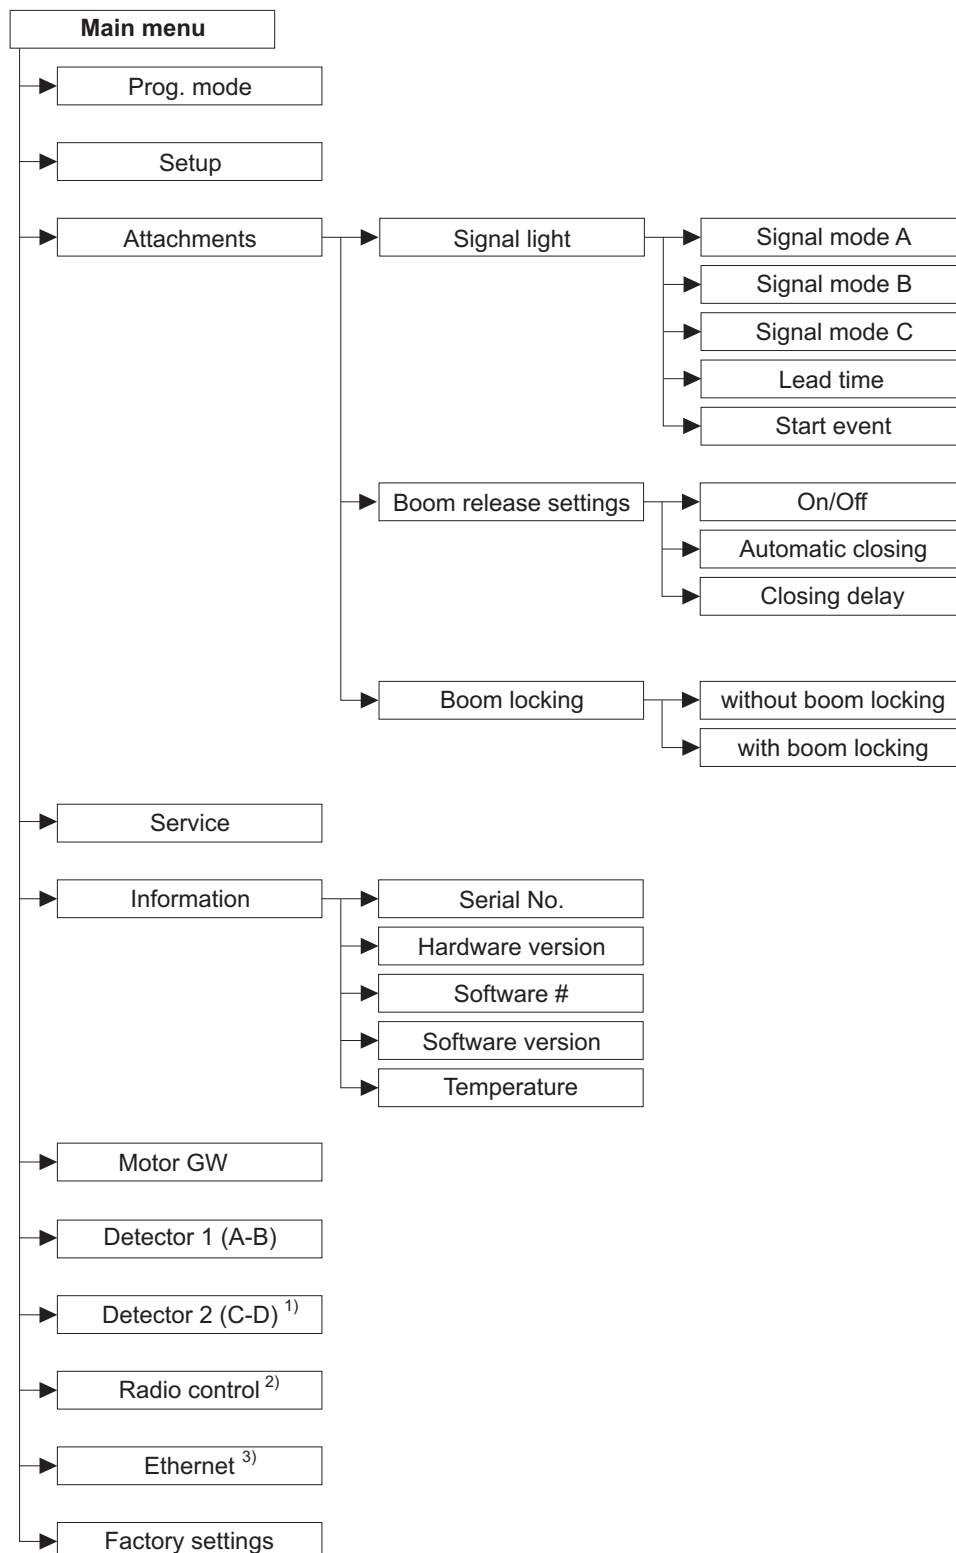 Main menu
Prog. mode
Setup
Attachments
Signal light
Signal mode A
Signal mode B
Signal mode C
Lead time
Start event
Boom release settings
On/Off
Automatic closing
Closing delay
Boom locking
without boom locking
with boom locking
Service
Information
Serial No.
Hardware version
Software #
Software version
Temperature
Motor GW
Detector 1 (A-B)
Detector 2 (C-D) 1)
Radio control 2)
Ethernet 3)
Factory settings